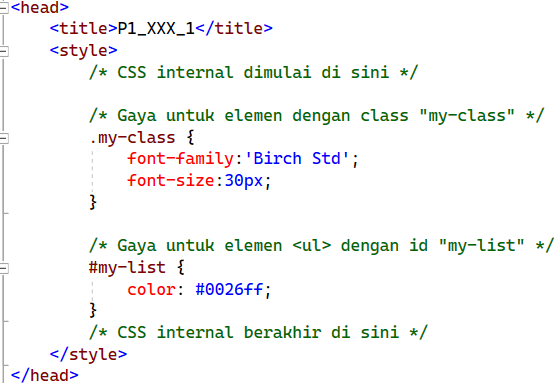 <head>
<title>P1_XXX_1</title>
<style>
/* CSS internal dimulai di sini */
/* Gaya untuk elemen dengan class "my-class" */
.my-class {
font-family:'Birch Std';
font-size:30px;
}
/* Gaya untuk elemen <ul> dengan id "my-list" */
#my-list {
color: #0026ff;
}
/* CSS internal berakhir di sini */
</style>
</head>